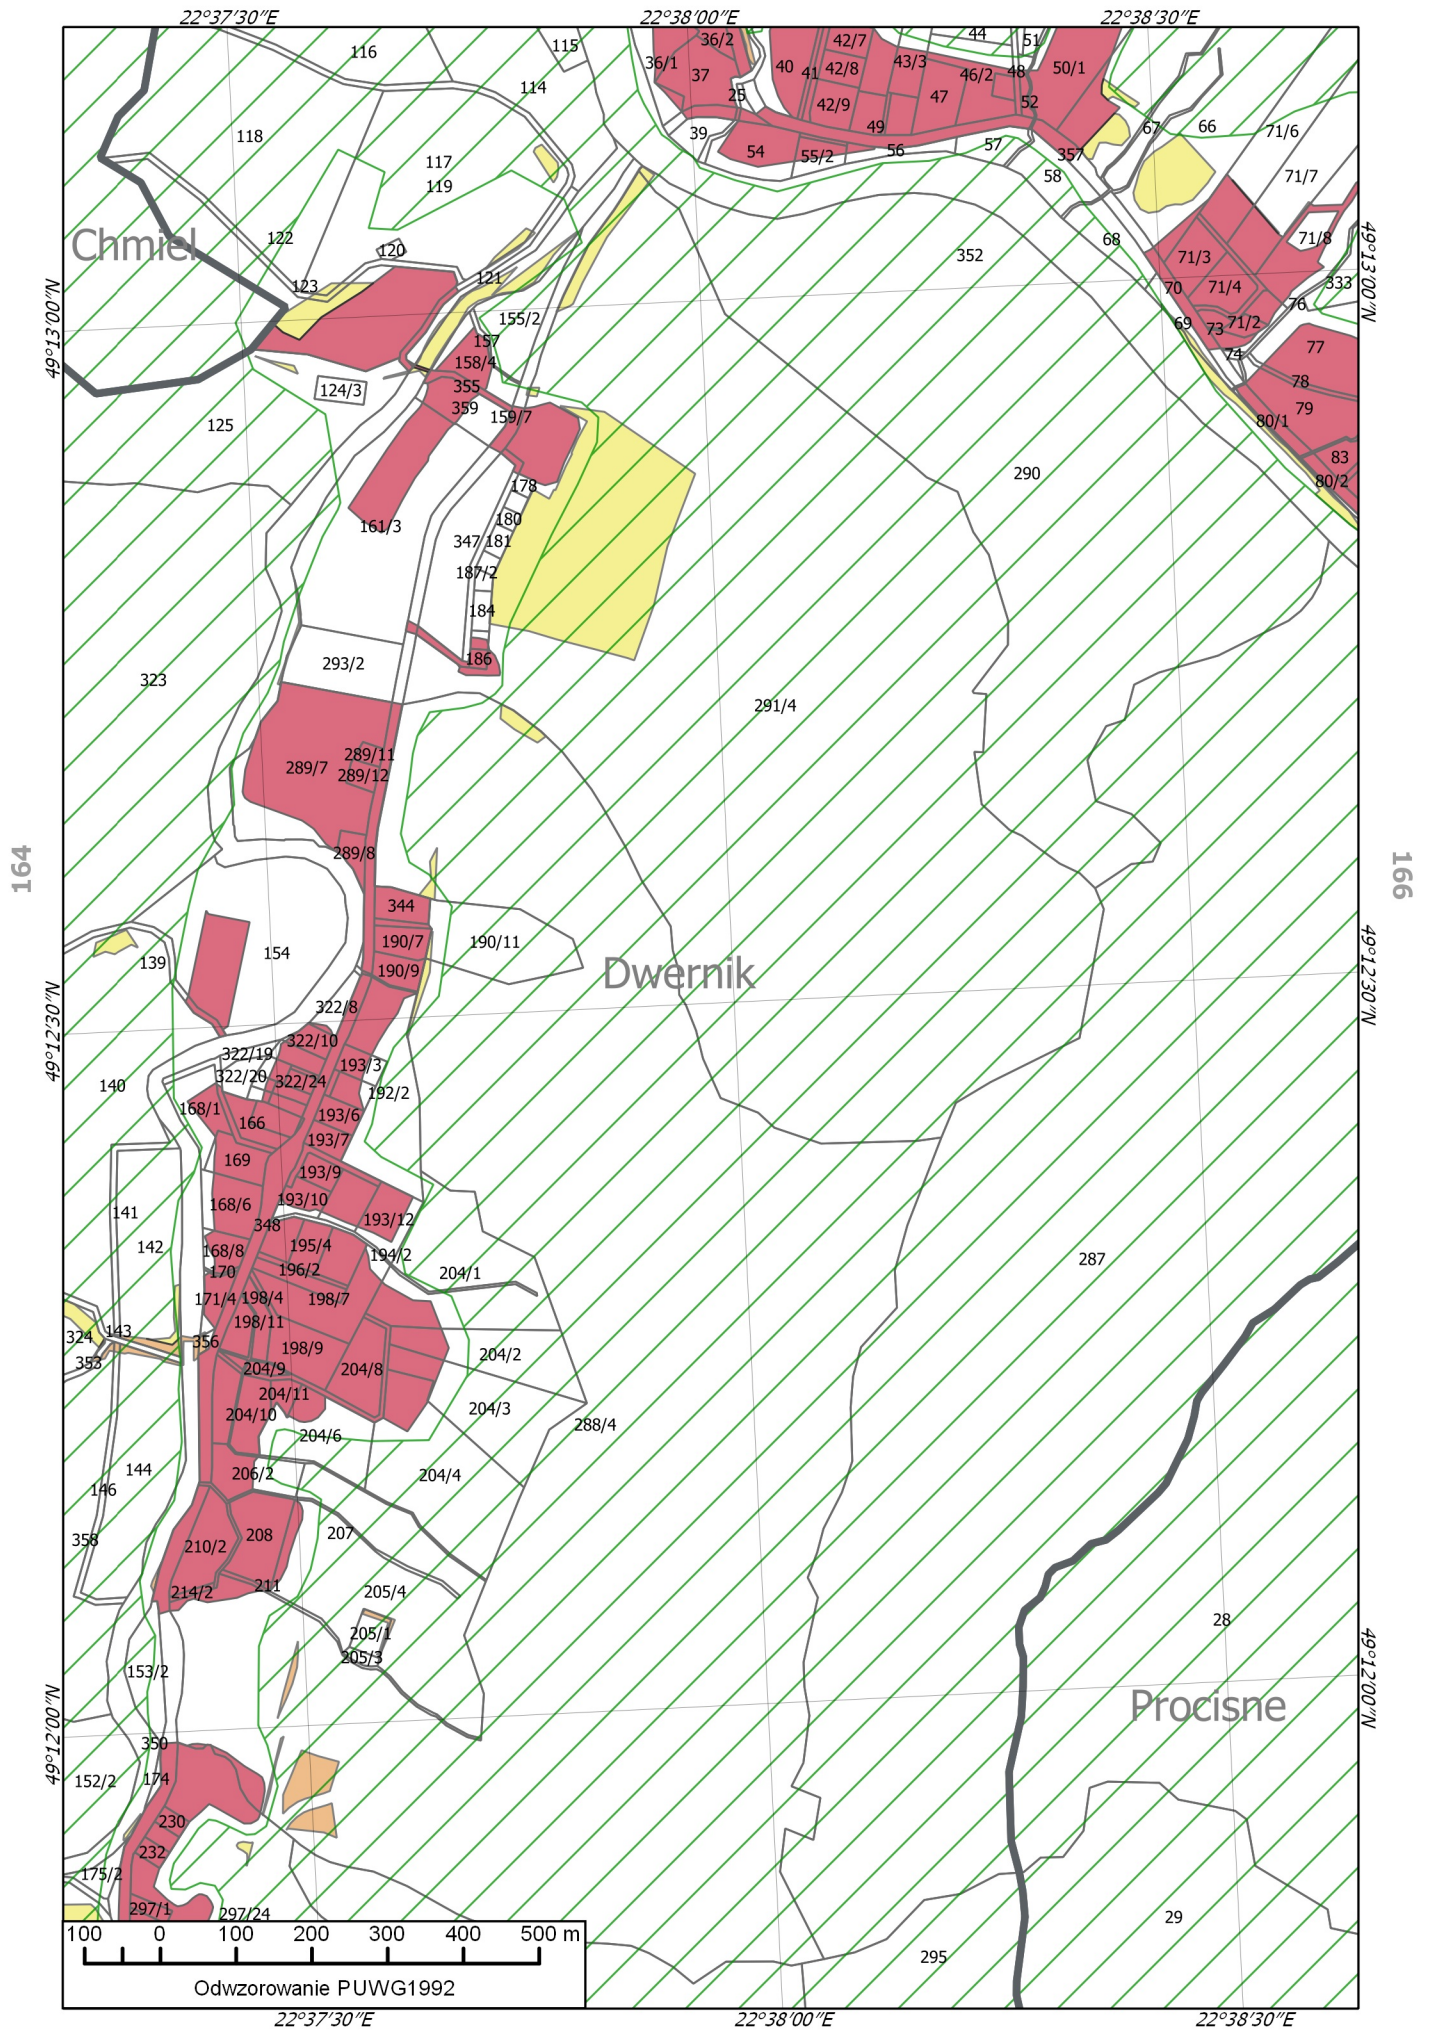 22°37'30"E 22°38'00"E 22°38'30"E
116 115 36/1 36/2 37 25 40 41 42/7 42/8 42/9 43/3 44 51 46/2 48 50/1
114 47 52
118 117 119 39 49 54 55/2 56 57 357 58 67 66 71/6 71/7
122 120 121 123 352 68 71/8
Chmiel
49°13'00"N 49°13'00"N
71/3 70 71/4 333 76 69 73 71/2 74 77
155/2 157 158/4 355 359 159/7
124/3 125 78 79 80/1 83 80/2
178 180 161/3 347 181 187/2 184 186 290
293/2 323 291/4
289/7 289/11 289/12 289/8
164 166
344 190/7 190/9 190/11
139 154
Dwernik
49°12'30"N 49°12'30"N
322/8 322/10 322/19 322/20 322/24 193/3 192/2
140 168/1 166 193/6 193/7
169 193/9 193/10 168/6 193/12
141 142 348 195/4 194/2 168/8 196/2 170 204/1 287
171/4 198/4 198/7 198/11
324 143 356 353 198/9 204/9 204/8 204/2
204/11 204/10 204/3 204/6 288/4
144 146 206/2 204/4
358 208 207 210/2 211 214/2 205/4
205/1 205/3 28
153/2
Procisne
49°12'00"N 49°12'00"N
350 174 152/2
230 232 175/2
297/1 297/24 29 295
100 0 100 200 300 400 500 m
Odwzorowanie PUWG1992
22°37'30"E 22°38'00"E 22°38'30"E